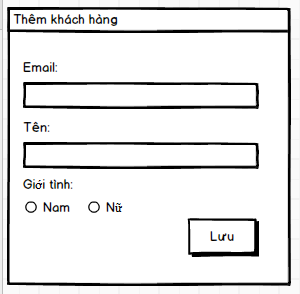 Thêm khách hàng
Email:
Tên:
Giới tính:
Nam Nữ
Lưu